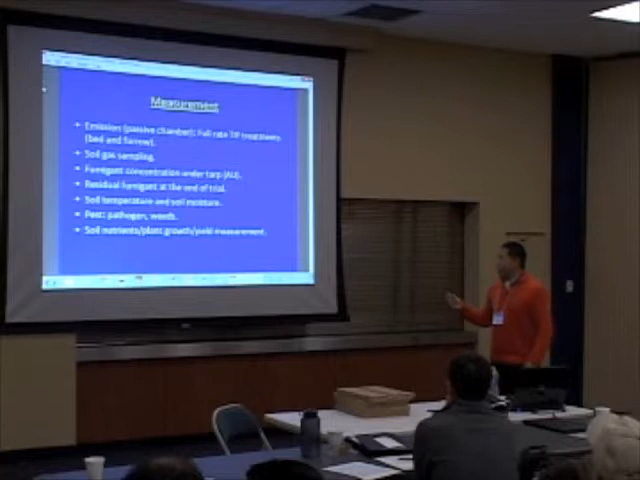 Measurement
• Emission (passive chamber): Full rate TIF treatments
(bed and furrow).
• Soil gas sampling.
• Fumigant concentration under tarp (AU).
• Residual fumigant at the end of trial.
• Soil temperature and soil moisture.
• Pest: pathogen, weeds.
• Soil nutrients/plant growth/yield measurement.